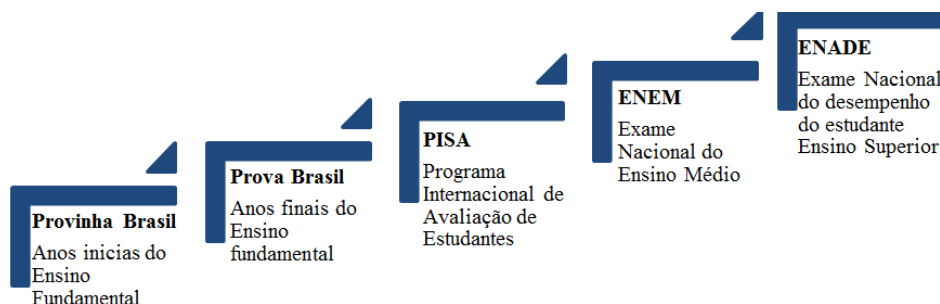 Provinha Brasil
Anos inicias do
Ensino
Fundamental
Prova Brasil
Anos finais do
Ensino
fundamental
PISA
Programa
Internacional de
Avaliação de
Estudantes
ENEM
Exame
Nacional do
Ensino Médio
ENADE
Exame Nacional
do desempenho
do estudante
Ensino Superior